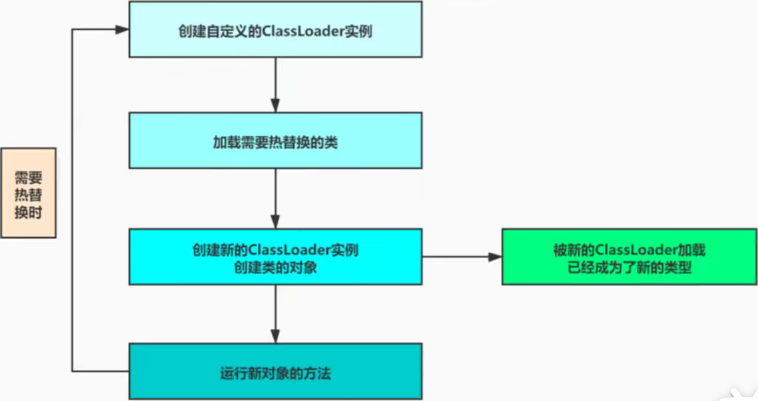 创建自定义的ClassLoader实例
加载需要热替换的类
需要
热替
换时
创建新的ClassLoader实例
创建类的对象
被新的ClassLoader加载
已经成为了新的类型
运行新对象的方法